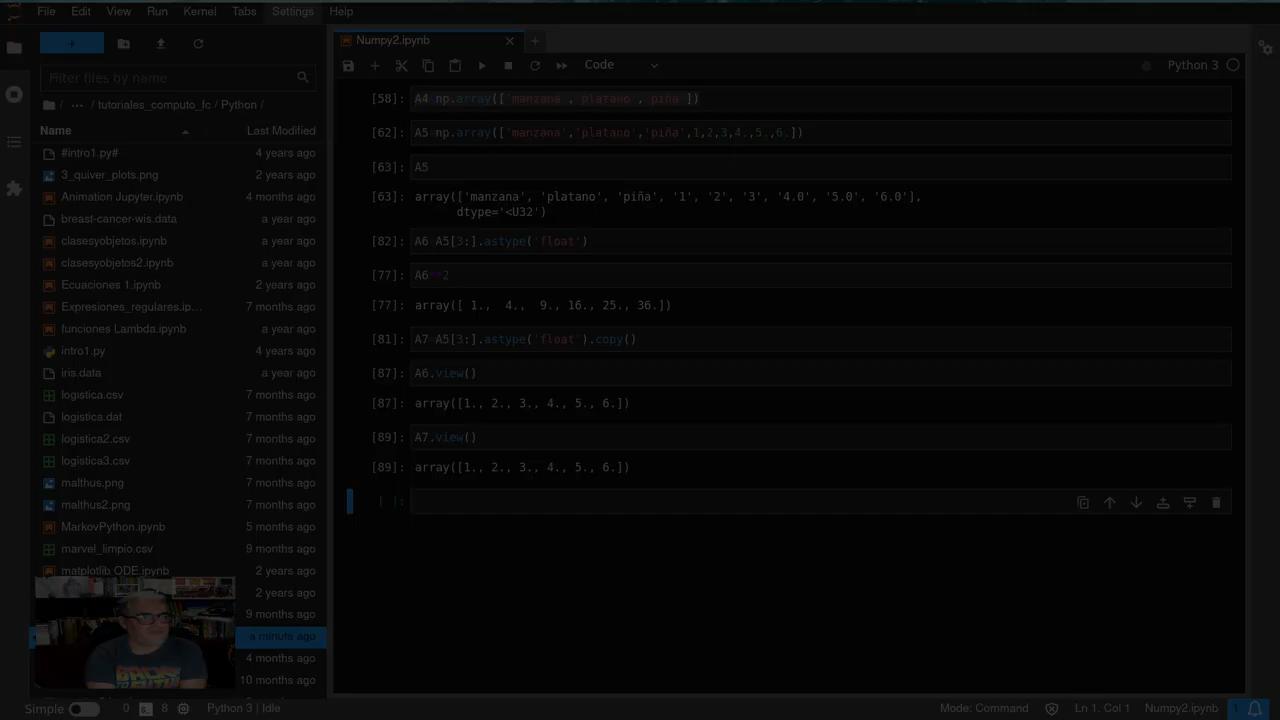 File Edit View Run Kernel Tabs Settings Help
Numpy2.ipynb
Filter files by name
Code
Python 3
/ ··· / tutoriales_computo_fc / Python /
Name Last Modified
#intro1.py# 4 years ago
3_quiver_plots.png 2 years ago
Animation Jupyter.ipynb 4 months ago
breast-cancer-wis.data a year ago
clasesyobjetos.ipynb a year ago
clasesyobjetos2.ipynb a year ago
Ecuaciones 1.ipynb 2 years ago
Expresiones_regulares.ip... 7 months ago
funciones Lambda.ipynb a year ago
intro1.py 4 years ago
iris.data a year ago
logistica.csv 7 months ago
logistica.dat 7 months ago
logistica2.csv 7 months ago
logistica3.csv 7 months ago
malthus.png 7 months ago
malthus2.png 7 months ago
MarkovPython.ipynb 5 months ago
marvel_limpio.csv 9 months ago
matplotlib ODE.ipynb 2 years ago
2 years ago
9 months ago
a minute ago
4 months ago
10 months ago
[58]: A4=np.array(['manzana','platano','piña'])
[62]: A5=np.array(['manzana','platano','piña',1,2,3,4.,5.,6.])
[63]: A5
[63]: array(['manzana', 'platano', 'piña', '1', '2', '3', '4.0', '5.0', '6.0'],
dtype='<U32')
[82]: A6=A5[3:].astype('float')
[77]: A6**2
[77]: array([ 1., 4., 9., 16., 25., 36.])
[81]: A7=A5[3:].astype('float').copy()
[87]: A6.view()
[87]: array([1., 2., 3., 4., 5., 6.])
[89]: A7.view()
[89]: array([1., 2., 3., 4., 5., 6.])
[ ]:
Simple 0 8 Python 3 | Idle Mode: Command Ln 1, Col 1 Numpy2.ipynb 1